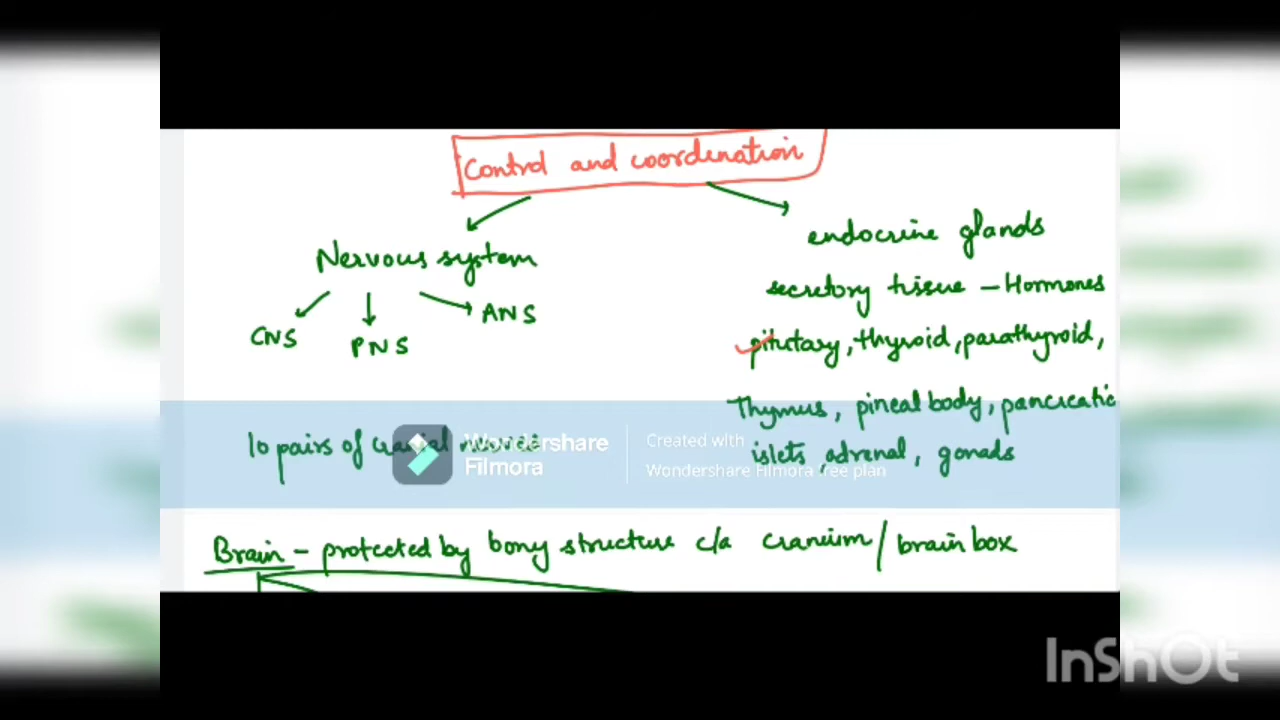 Control and coordination
Nervous system
CNS
PNS
ANS
endocrine glands
secretory tissue - Hormones
pitutary, thyroid, parathyroid,
Thymus, pineal body, pancreatic
islets, adrenal, gonads
10 pairs of cranial
Wondershare
Filmora
Created with
Wondershare Filmora free plan
Brain - protected by bony structure c/a cranium / brain box
InShOt